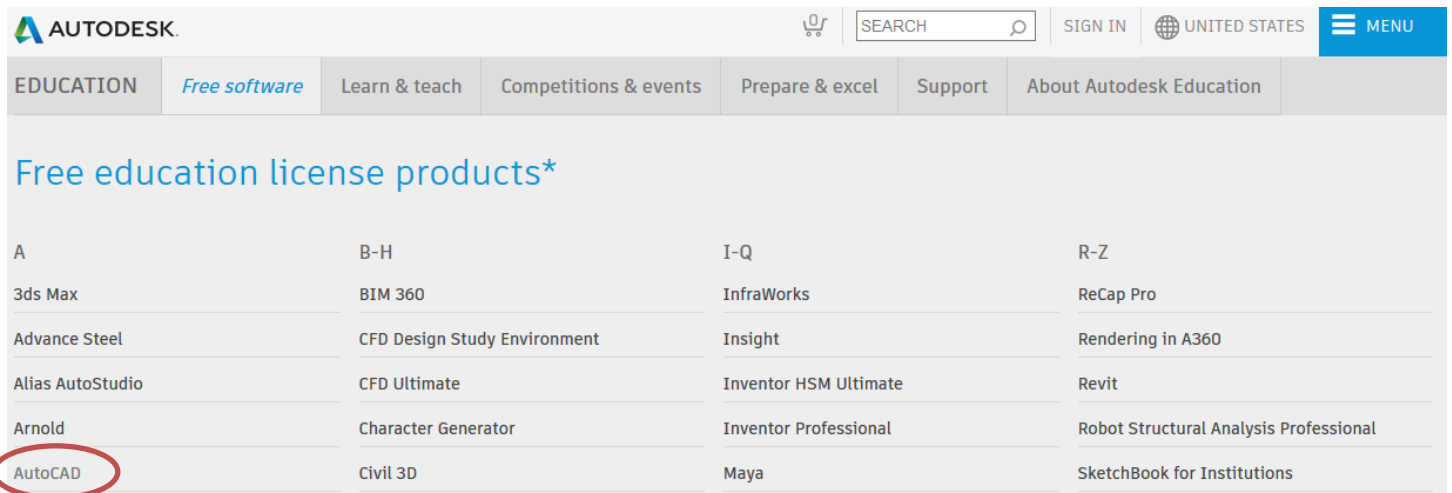 AUTODESK.
0
SEARCH
SIGN IN
UNITED STATES
MENU
EDUCATION
Free software
Learn & teach
Competitions & events
Prepare & excel
Support
About Autodesk Education
Free education license products*
A
B-H
I-Q
R-Z
3ds Max
BIM 360
InfraWorks
ReCap Pro
Advance Steel
CFD Design Study Environment
Insight
Rendering in A360
Alias AutoStudio
CFD Ultimate
Inventor HSM Ultimate
Revit
Arnold
Character Generator
Inventor Professional
Robot Structural Analysis Professional
AutoCAD
Civil 3D
Maya
SketchBook for Institutions